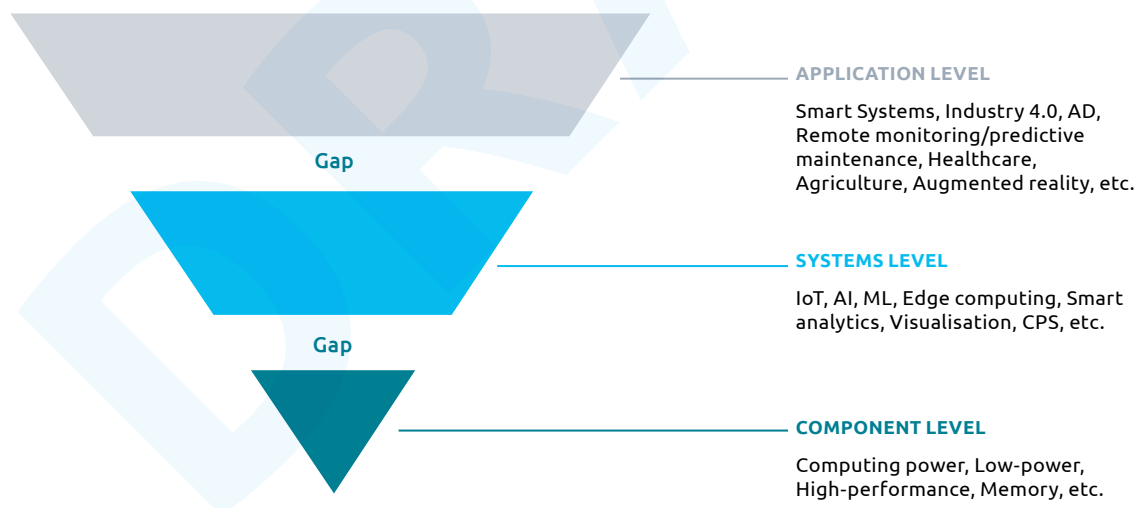 APPLICATION LEVEL
Smart Systems, Industry 4.0, AD,
Remote monitoring/predictive
maintenance, Healthcare,
Agriculture, Augmented reality, etc.
Gap
SYSTEMS LEVEL
IoT, AI, ML, Edge computing, Smart
analytics, Visualisation, CPS, etc.
Gap
COMPONENT LEVEL
Computing power, Low-power,
High-performance, Memory, etc.